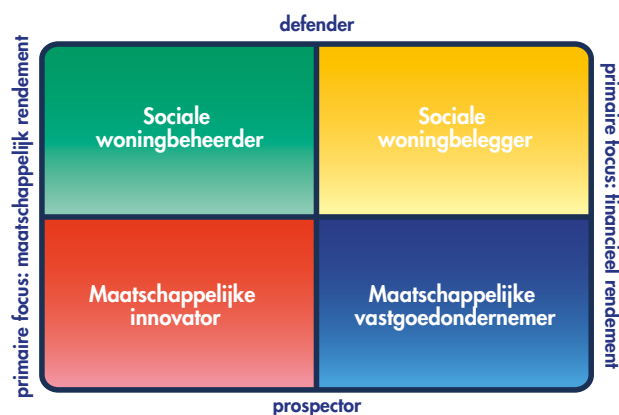 defender
primaire focus: maatschappelijk rendement
Sociale
woningbeheerder
Sociale
woningbelegger
primaire focus: financieel rendement
Maatschappelijke
innovator
Maatschappelijke
vastgoedondernemer
prospector